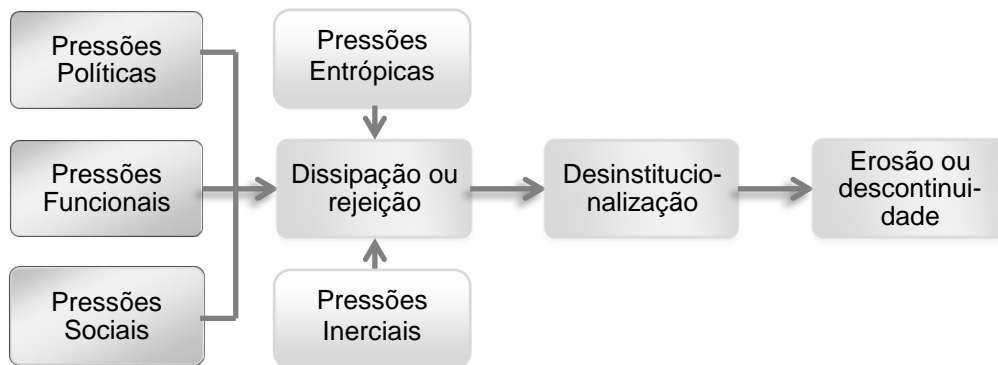 Pressões
Políticas
Pressões
Funcionais
Pressões
Sociais
Pressões
Entrópicas
Dissipação ou
rejeição
Pressões
Inerciais
Desinstitucio-
nalização
Erosão ou
descontinui-
dade